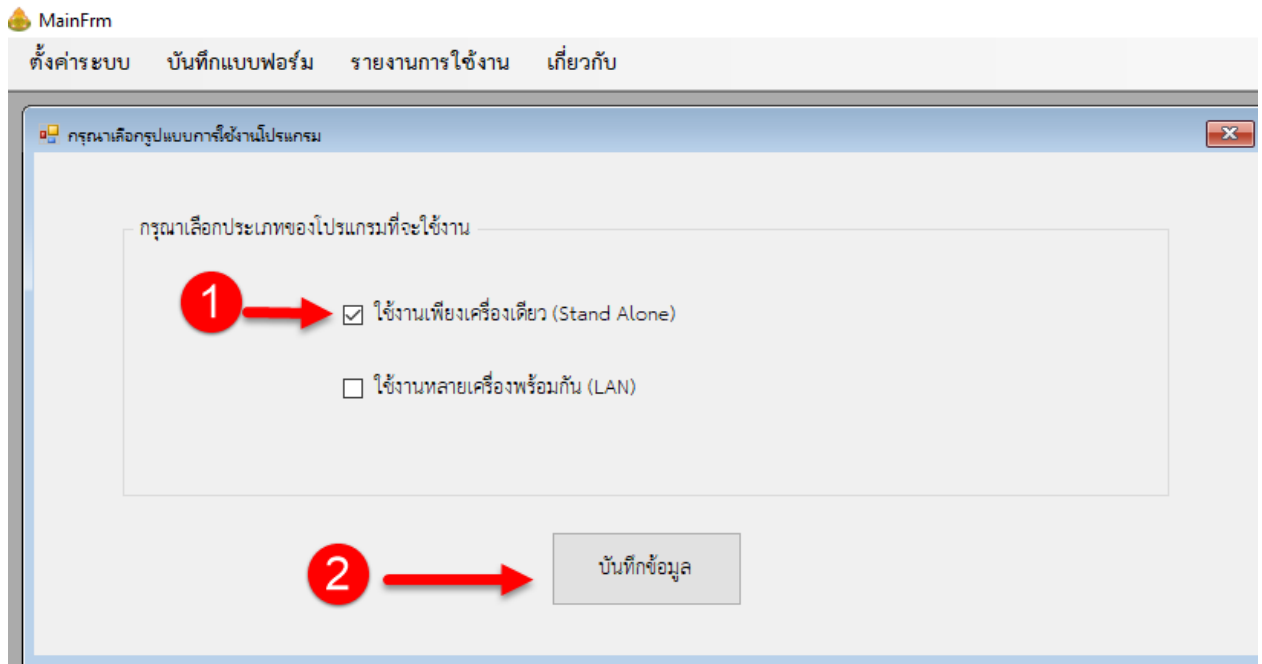 MainFrm
ตั้งค่าระบบ บันทึกแบบฟอร์ม รายงานการใช้งาน เกี่ยวกับ
กรุณาเลือกรูปแบบการใช้งานโปรแกรม
กรุณาเลือกประเภทของโปรแกรมที่จะใช้งาน
1 ใช้งานเพียงเครื่องเดียว (Stand Alone)
ใช้งานหลายเครื่องพร้อมกัน (LAN)
2 บันทึกข้อมูล